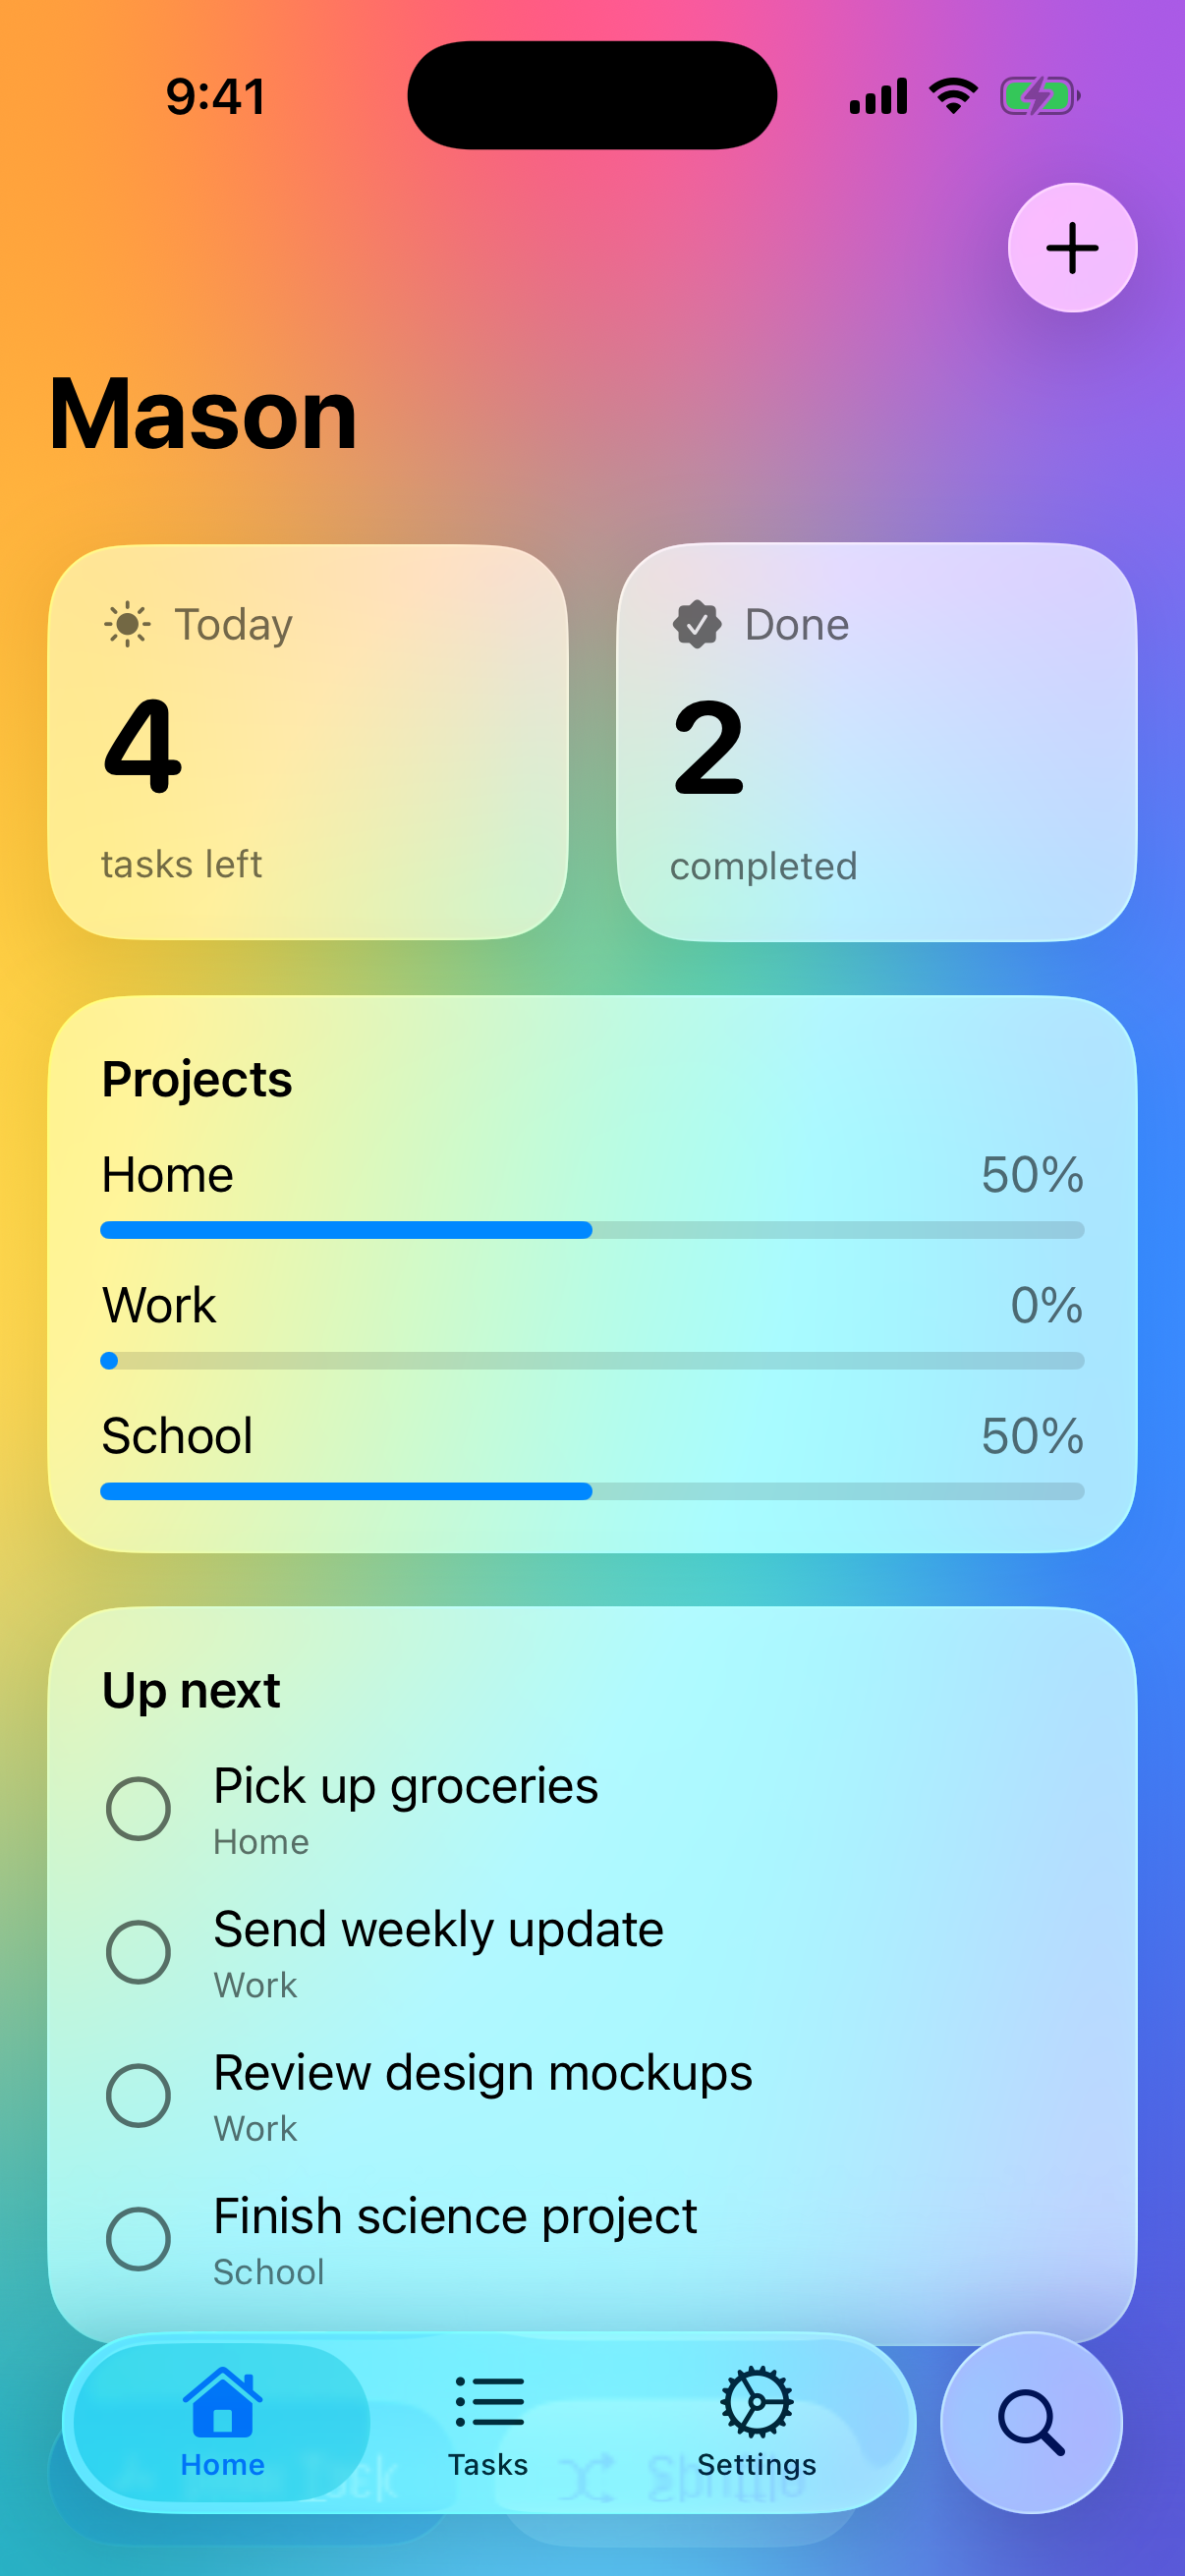 9:41
Mason
Today
4
tasks left
Done
2
completed
Projects
Home
50%
Work
0%
School
50%
Up next
Pick up groceries
Home
Send weekly update
Work
Review design mockups
Work
Finish science project
School
Home
Tasks
Settings